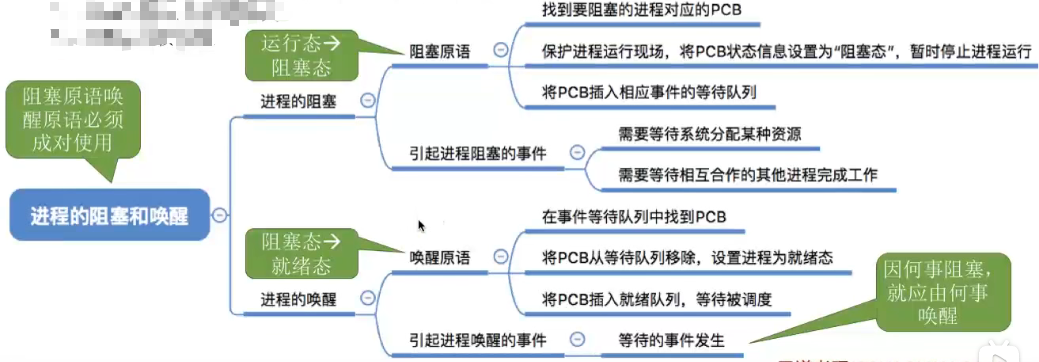 找到要阻塞的进程对应的PCB
运行态→
阻塞态
阻塞原语
保护进程运行现场，将PCB状态信息设置为“阻塞态”，暂时停止进程运行
进程的阻塞
将PCB插入相应事件的等待队列
阻塞原语唤
醒原语必须
成对使用
需要等待系统分配某种资源
引起进程阻塞的事件
需要等待相互合作的其他进程完成工作
进程的阻塞和唤醒
在事件等待队列中找到PCB
阻塞态→
就绪态
唤醒原语
将PCB从等待队列移除，设置进程为就绪态
因何事阻塞，
就应由何事
唤醒
进程的唤醒
将PCB插入就绪队列，等待被调度
引起进程唤醒的事件
等待的事件发生